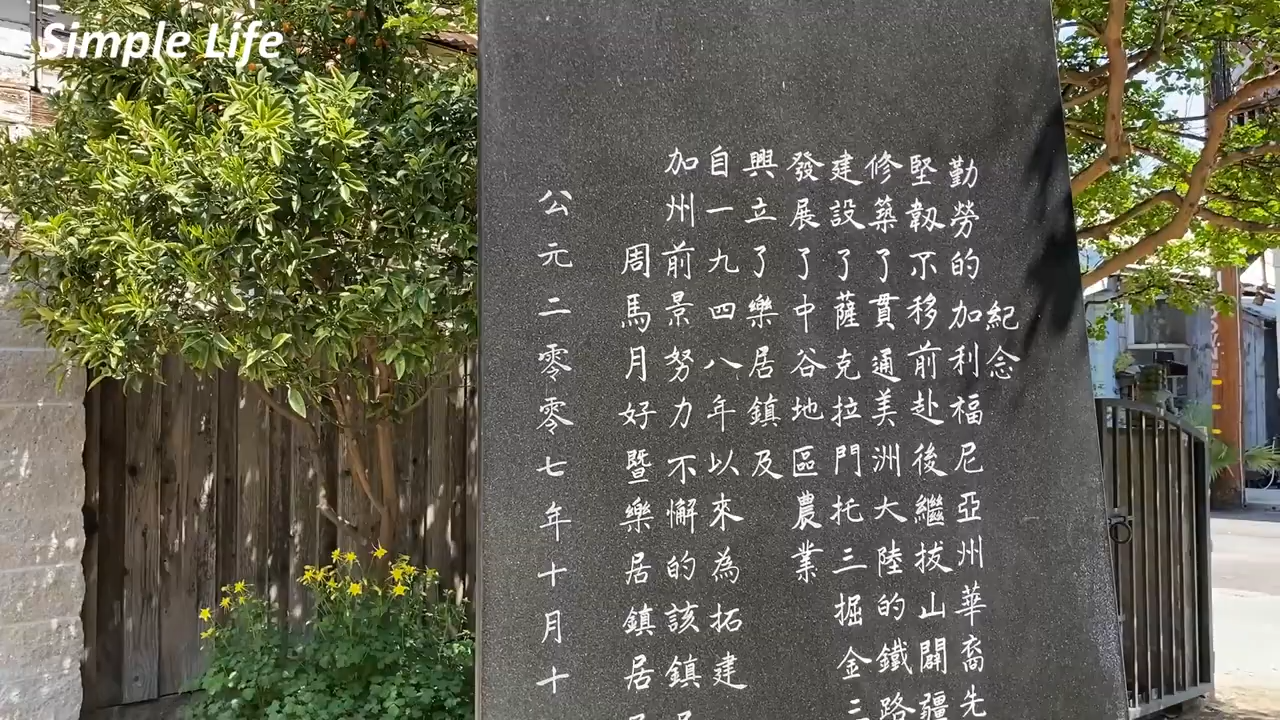 Simple Life
紀念
勤勞的加利福尼亞州華裔先
堅韌不移前赴後繼拔山闢疆
修築了貫通美洲大陸的鐵路
建設了薩克拉門托三掘金三
發展了中谷地區農業
興立了樂居鎮及
自一九四八年以來為拓建
加州前景努力不懈的該鎮
周馬月好暨樂居鎮居
公元二零零七年十月十